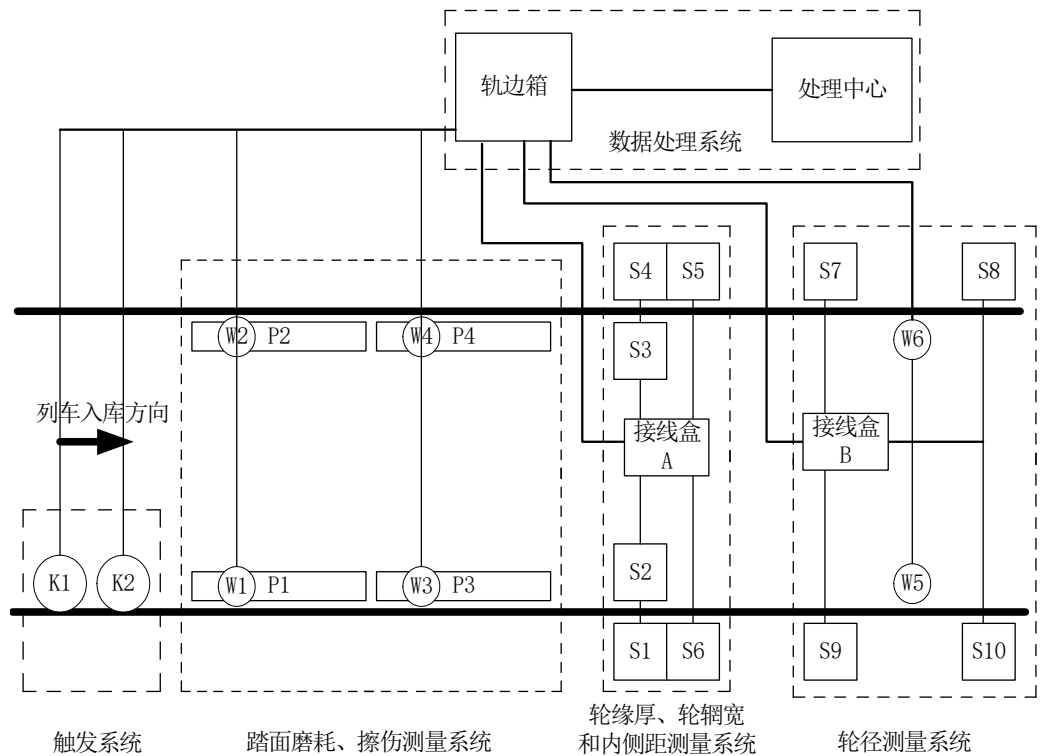 轨边箱
处理中心
数据处理系统
S4
S5
S7
S8
W2
P2
W4
P4
S3
W6
列车入库方向
接线盒
A
接线盒
B
K1
K2
W1
P1
W3
P3
S2
W5
S1
S6
S9
S10
触发系统
踏面磨耗、擦伤测量系统
轮缘厚、轮辋宽
和内侧距测量系统
轮径测量系统